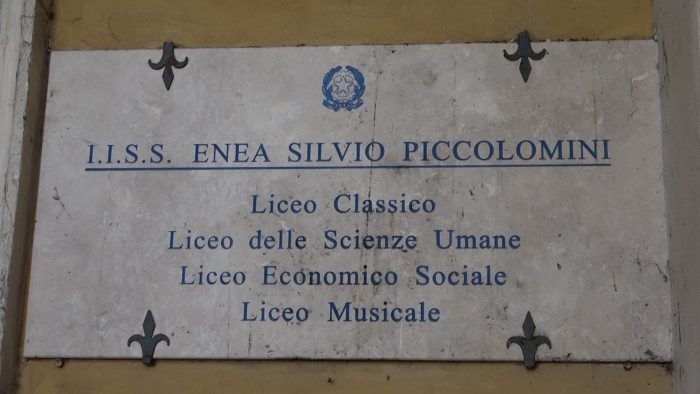 I.I.S.S. ENEA SILVIO PICCOLOMINI
Liceo Classico
Liceo delle Scienze Umane
Liceo Economico Sociale
Liceo Musicale